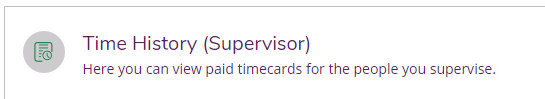 Time History (Supervisor)
Here you can view paid timecards for the people you supervise.